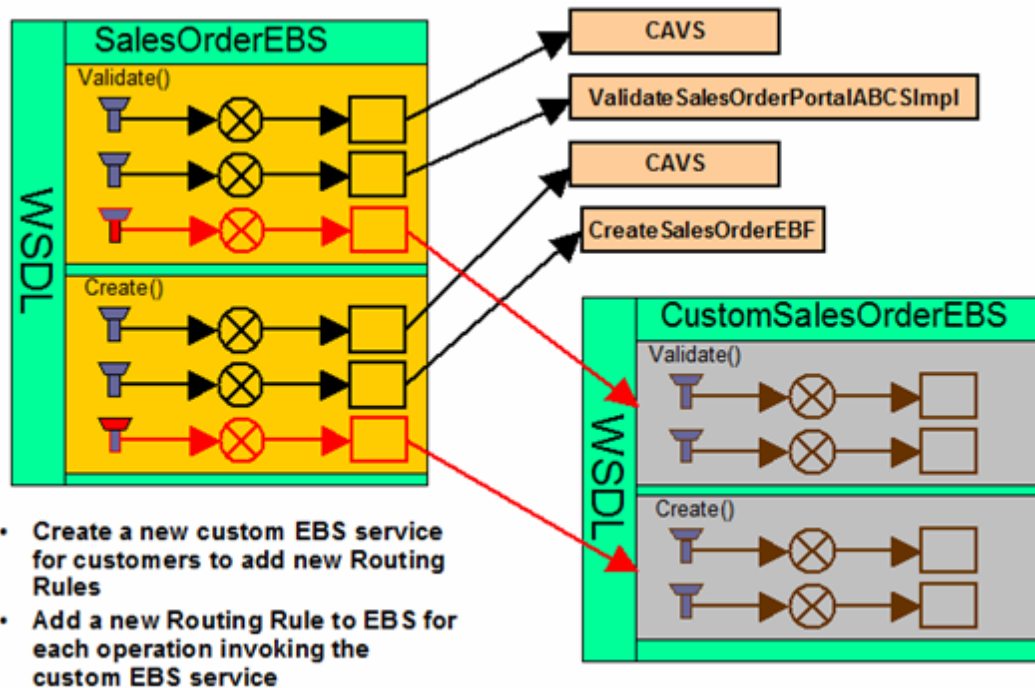 SalesOrderEBS
WSDL
Validate()
Create()
CAVS
ValidateSalesOrderPortalABCSImpl
CAVS
CreateSalesOrderEBF
CustomSalesOrderEBS
WSDL
Validate()
Create()
• Create a new custom EBS service
for customers to add new Routing
Rules
• Add a new Routing Rule to EBS for
each operation invoking the
custom EBS service